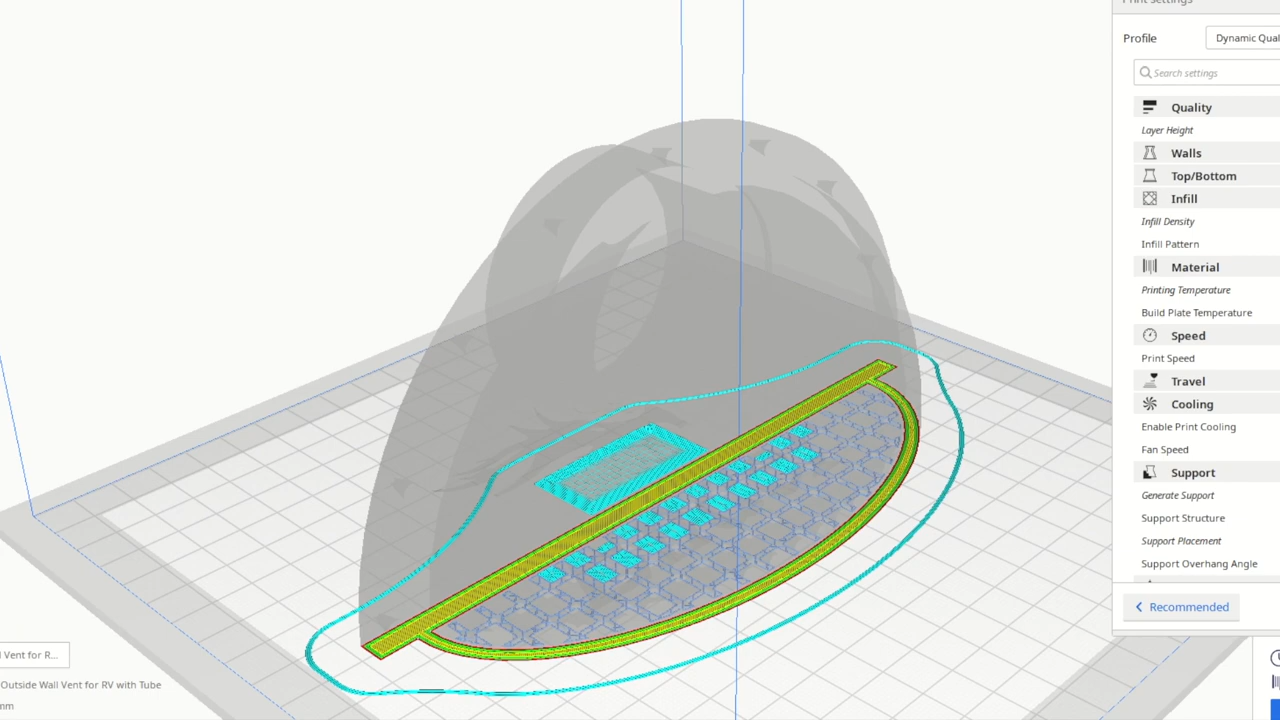 Print settings
Profile
Dynamic Qual
Search settings
Quality
Layer Height
Walls
Top/Bottom
Infill
Infill Density
Infill Pattern
Material
Printing Temperature
Build Plate Temperature
Speed
Print Speed
Travel
Cooling
Enable Print Cooling
Fan Speed
Support
Generate Support
Support Structure
Support Placement
Support Overhang Angle
Recommended
l Vent for R...
Outside Wall Vent for RV with Tube
mm